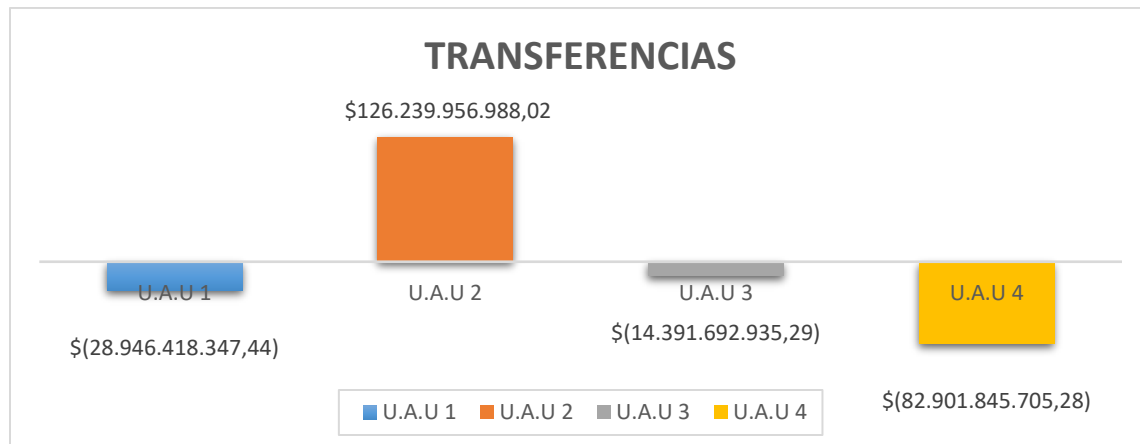 TRANSFERENCIAS
$126.239.956.988,02
U.A.U 1
U.A.U 2
U.A.U 3
U.A.U 4
$(28.946.418.347,44)
$(14.391.692.935,29)
$(82.901.845.705,28)
U.A.U 1 U.A.U 2 U.A.U 3 U.A.U 4